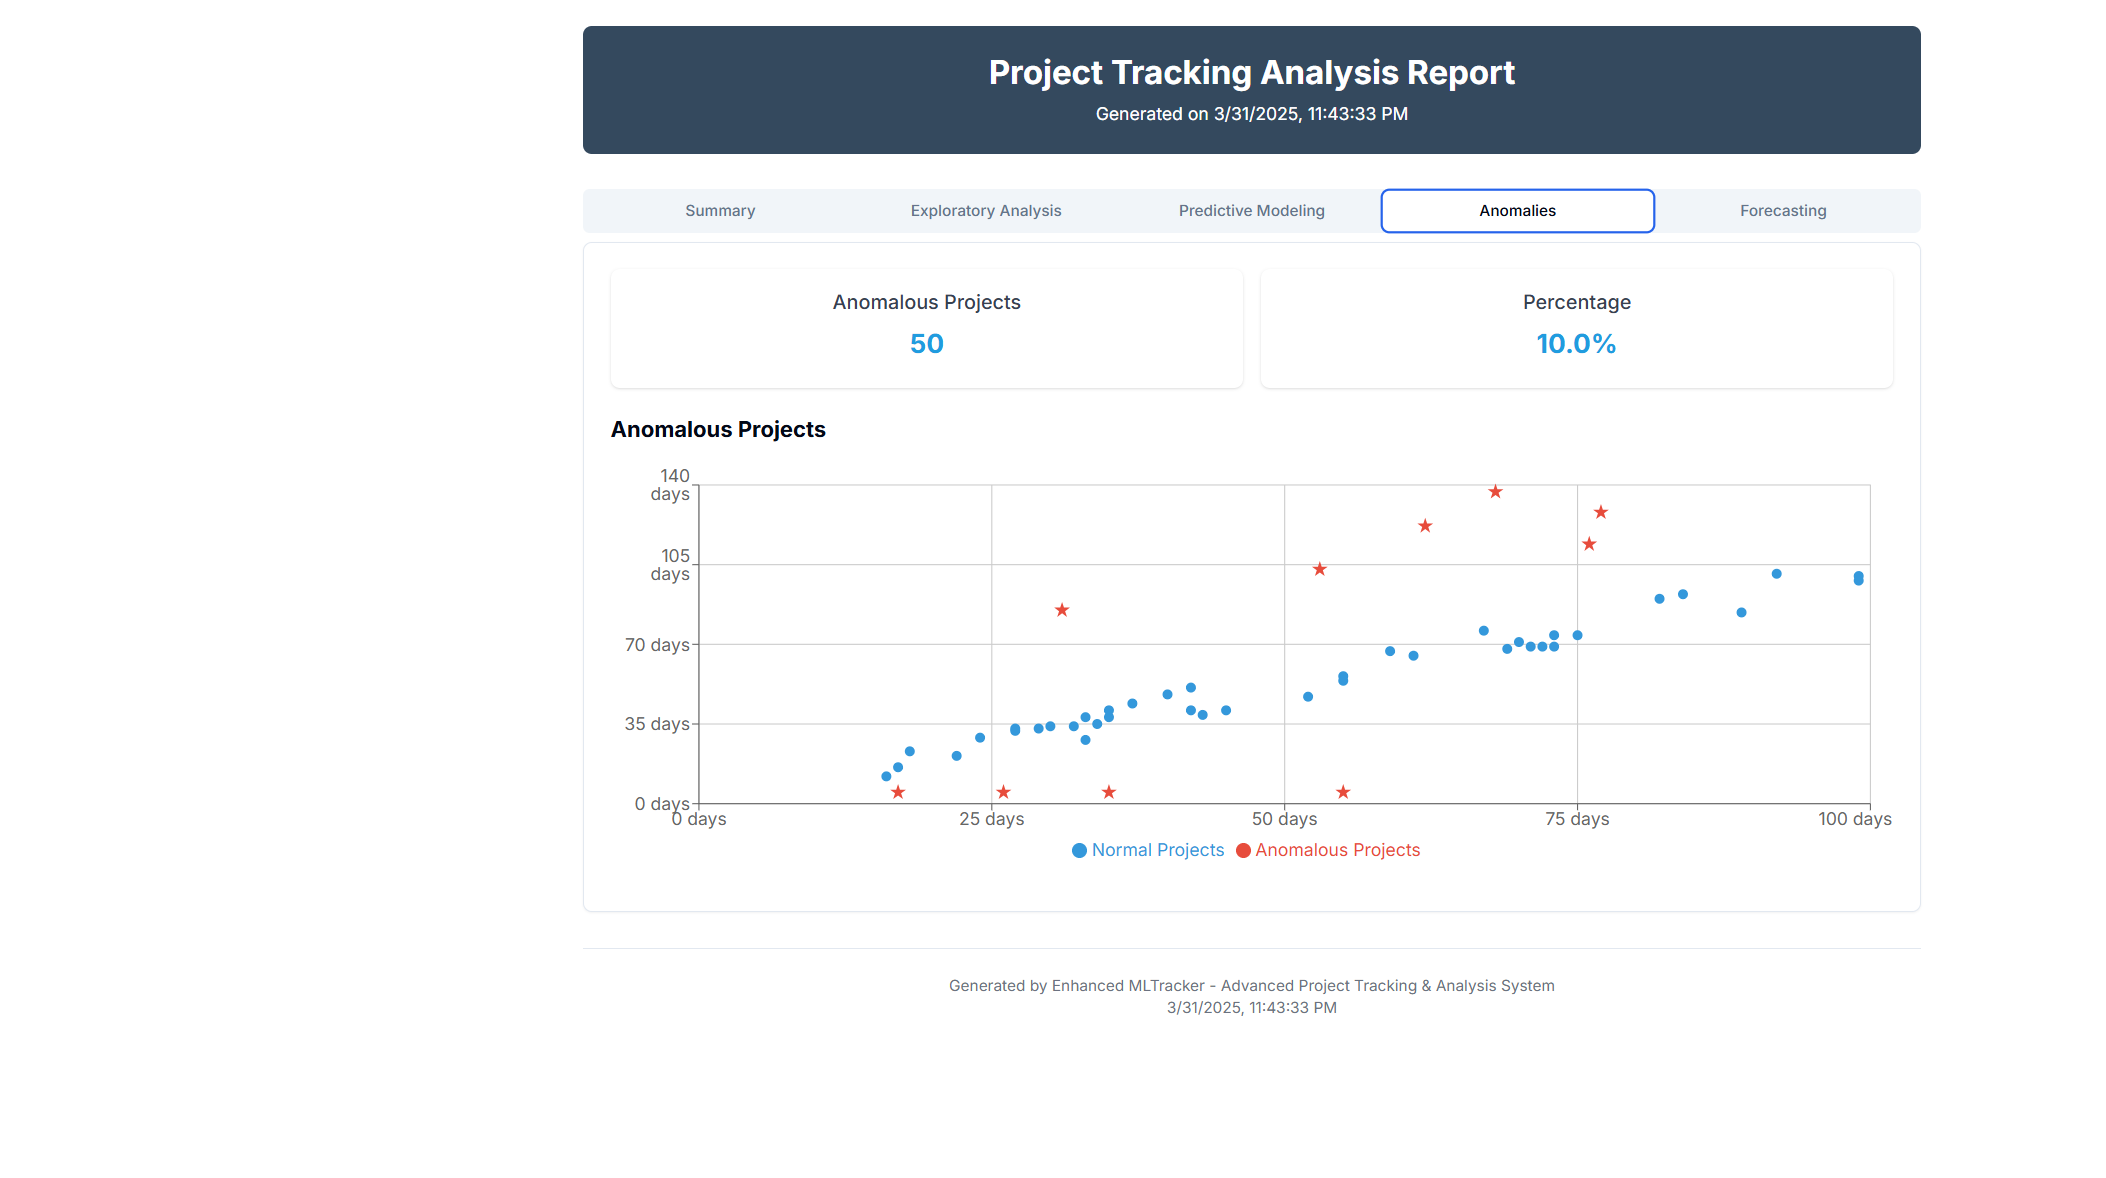 Project Tracking Analysis Report
Generated on 3/31/2025, 11:43:33 PM
Summary
Exploratory Analysis
Predictive Modeling
Anomalies
Forecasting
Anomalous Projects
50
Percentage
10.0%
Anomalous Projects
140
days
105
days
70 days
35 days
0 days
0 days
25 days
50 days
75 days
100 days
Normal Projects
Anomalous Projects
Generated by Enhanced MLTracker - Advanced Project Tracking & Analysis System
3/31/2025, 11:43:33 PM